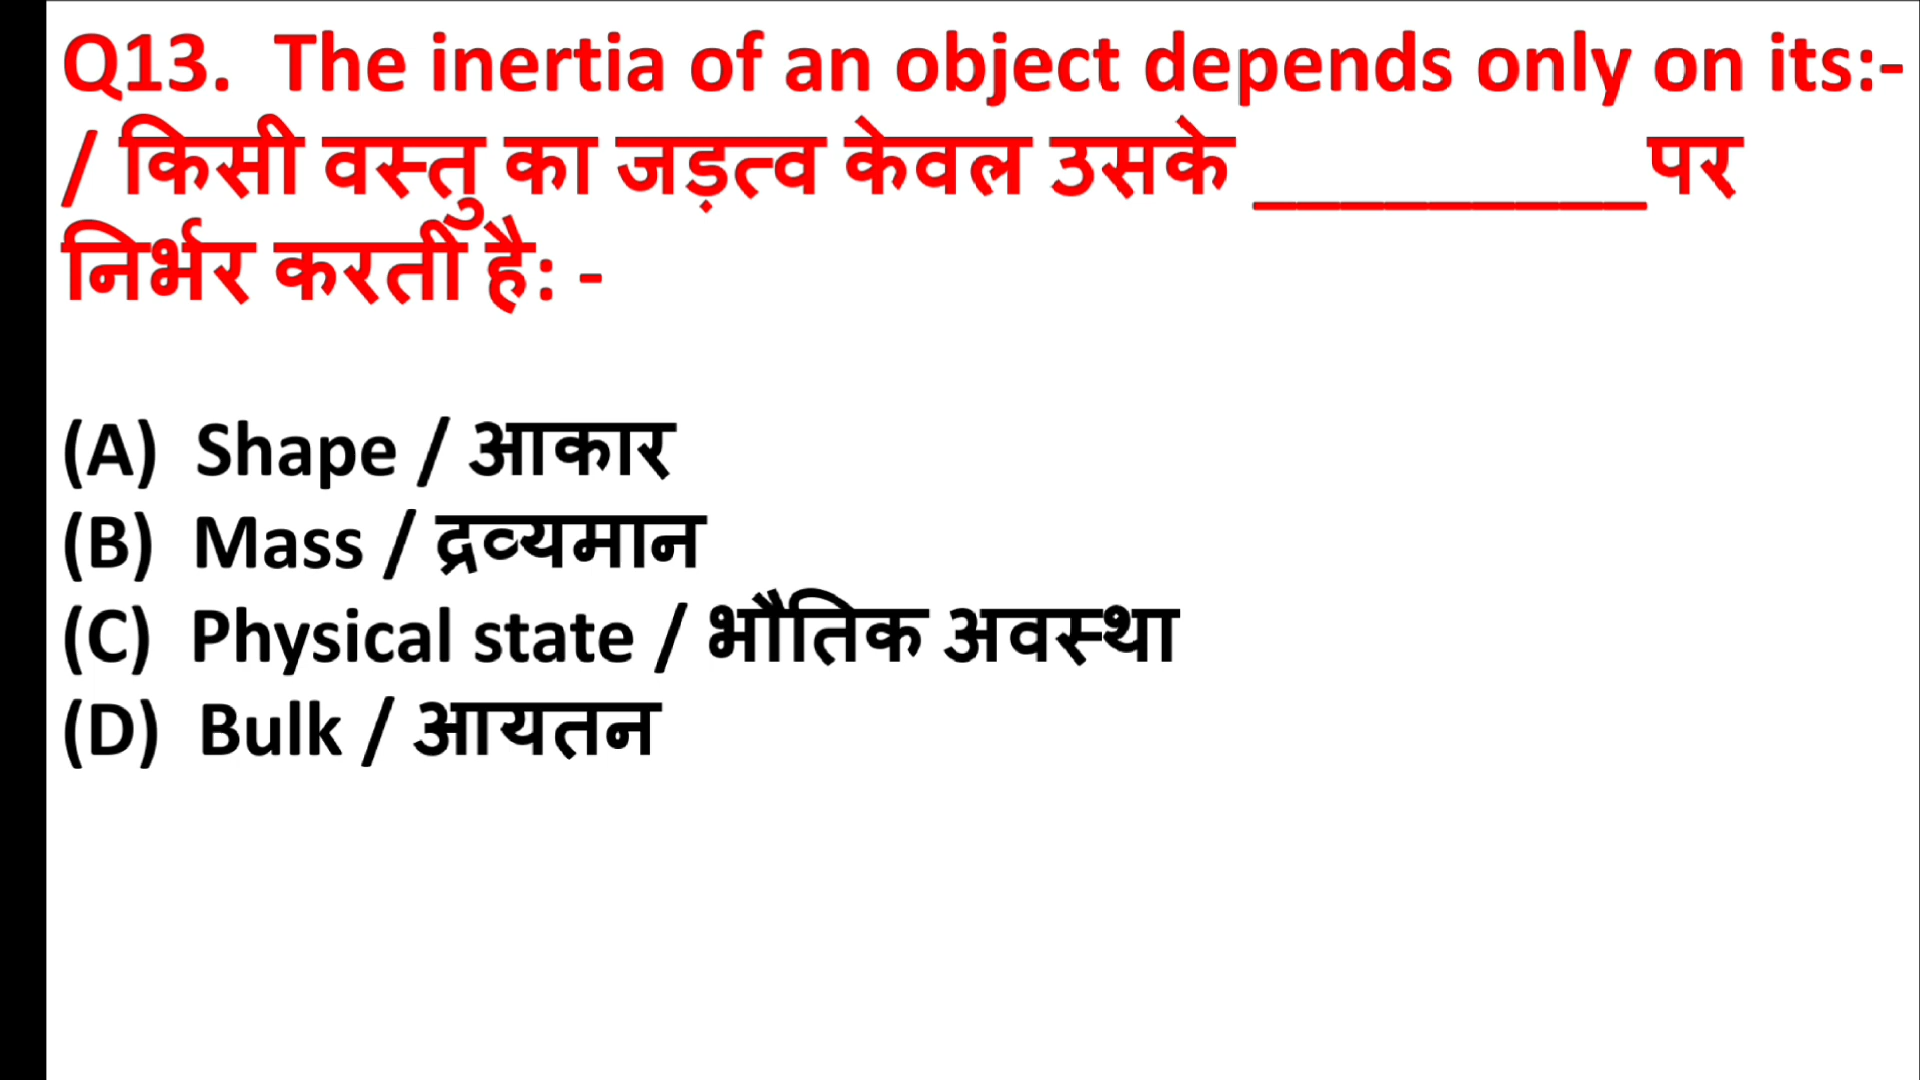 Q13. The inertia of an object depends only on its:-
/ किसी वस्तु का जड़त्व केवल उसके _________पर
निर्भर करती है: -
(A) Shape / आकार
(B) Mass / द्रव्यमान
(C) Physical state / भौतिक अवस्था
(D) Bulk / आयतन